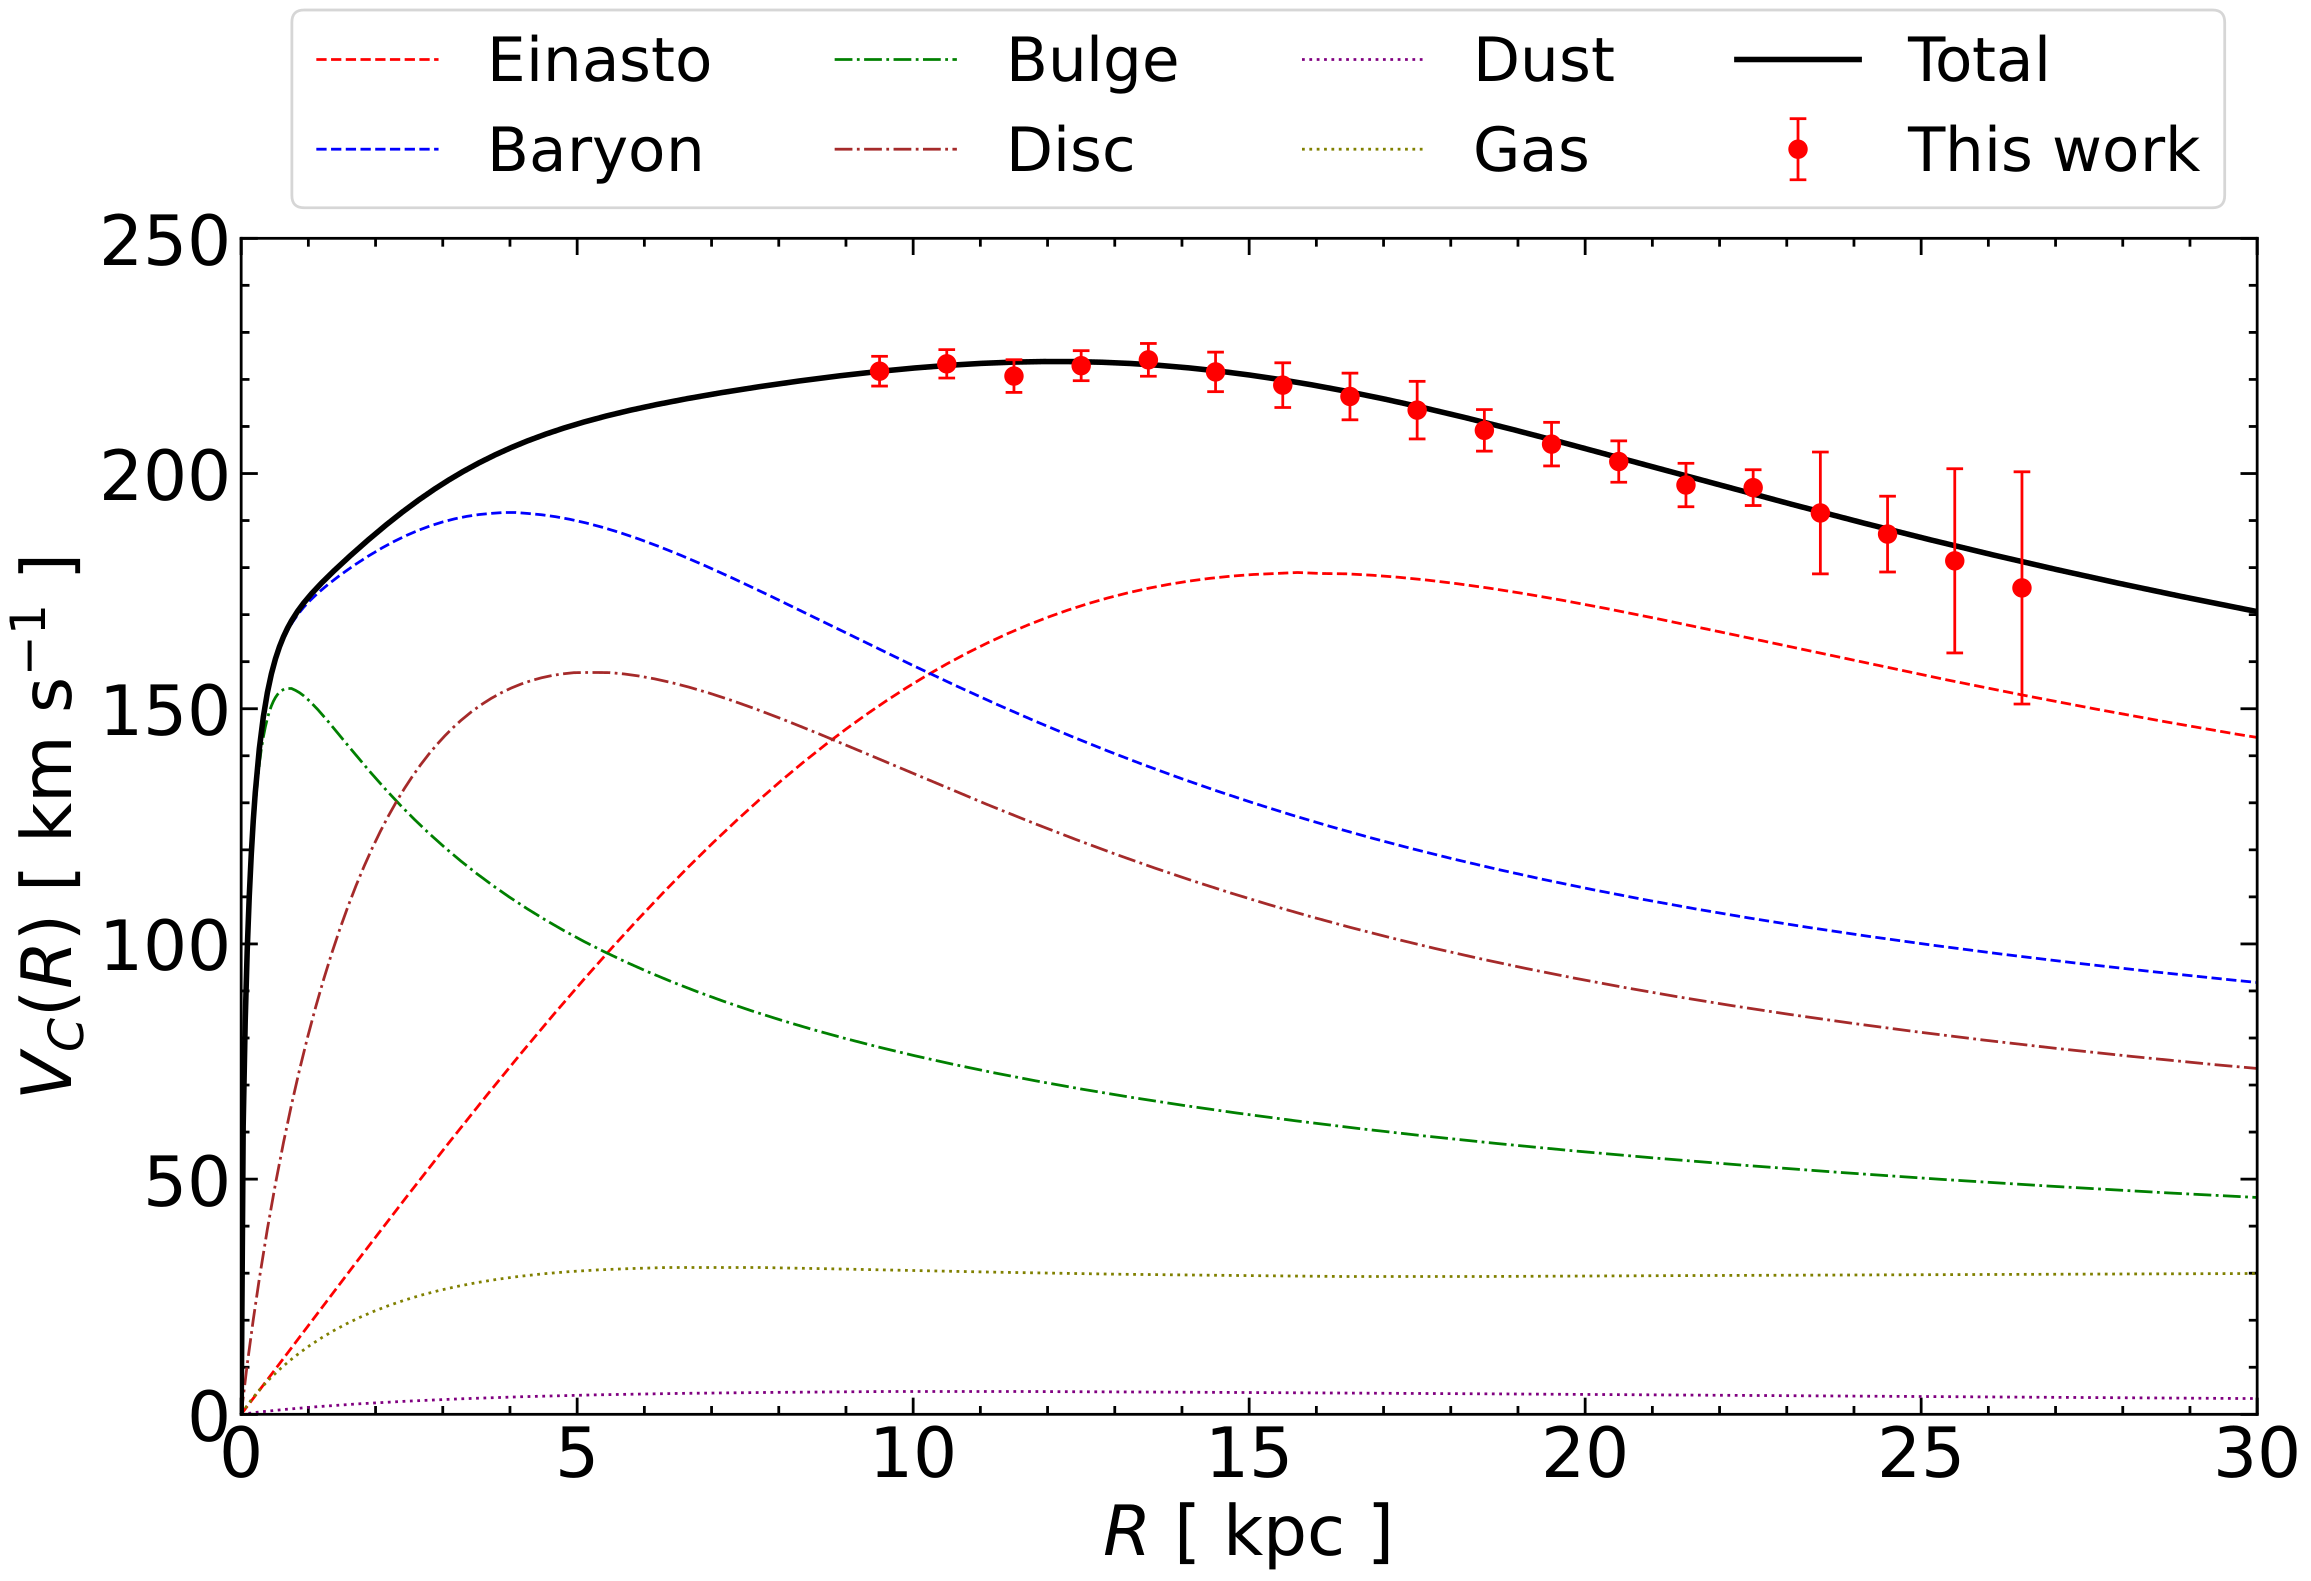 Einasto Bulge Dust Total
Baryon Disc Gas This work
250
200
150
100
50
0
V_C(R) [ km s⁻¹ ]
0 5 10 15 20 25 30
R [ kpc ]